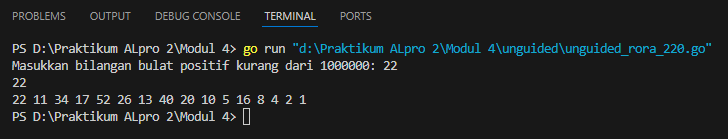 PROBLEMS OUTPUT DEBUG CONSOLE TERMINAL PORTS
PS D:\Praktikum ALpro 2\Modul 4> go run "d:\Praktikum ALpro 2\Modul 4\unguided\unguided_rora_220.go"
Masukkan bilangan bulat positif kurang dari 1000000: 22
22
22 11 34 17 52 26 13 40 20 10 5 16 8 4 2 1
PS D:\Praktikum ALpro 2\Modul 4>